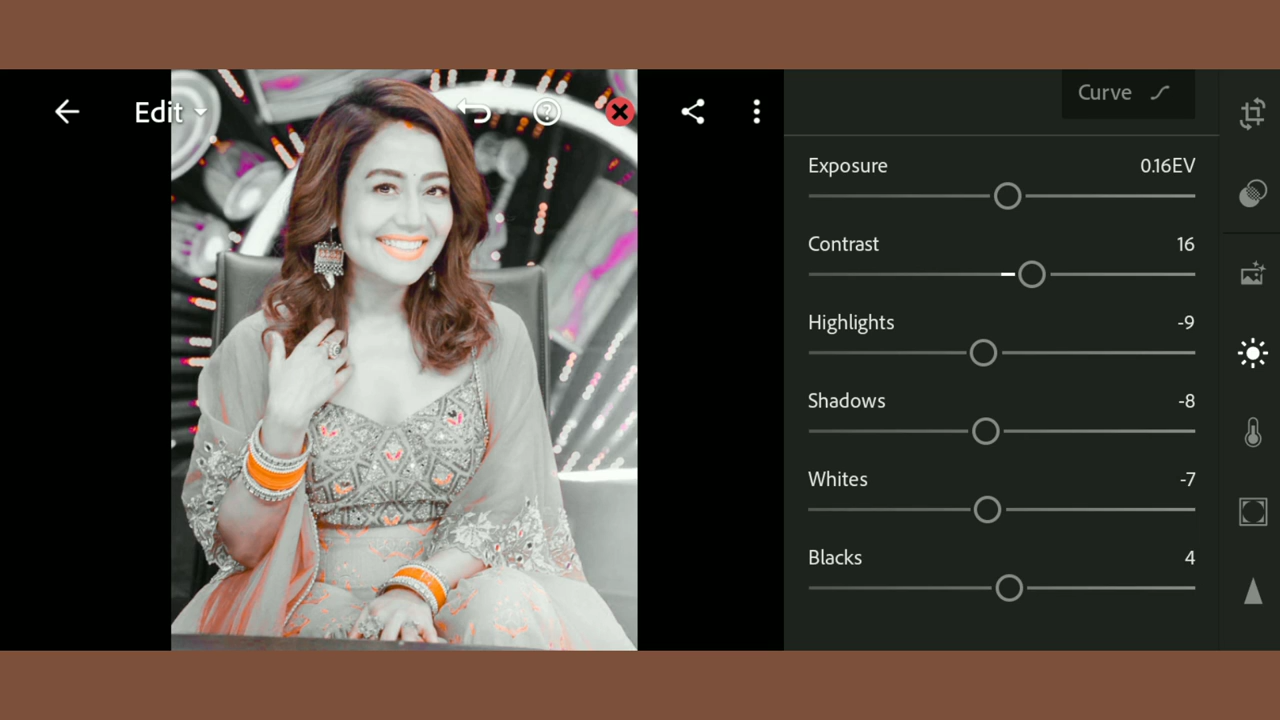 Edit
Curve
Exposure 0.16EV
Contrast 16
Highlights -9
Shadows -8
Whites -7
Blacks 4